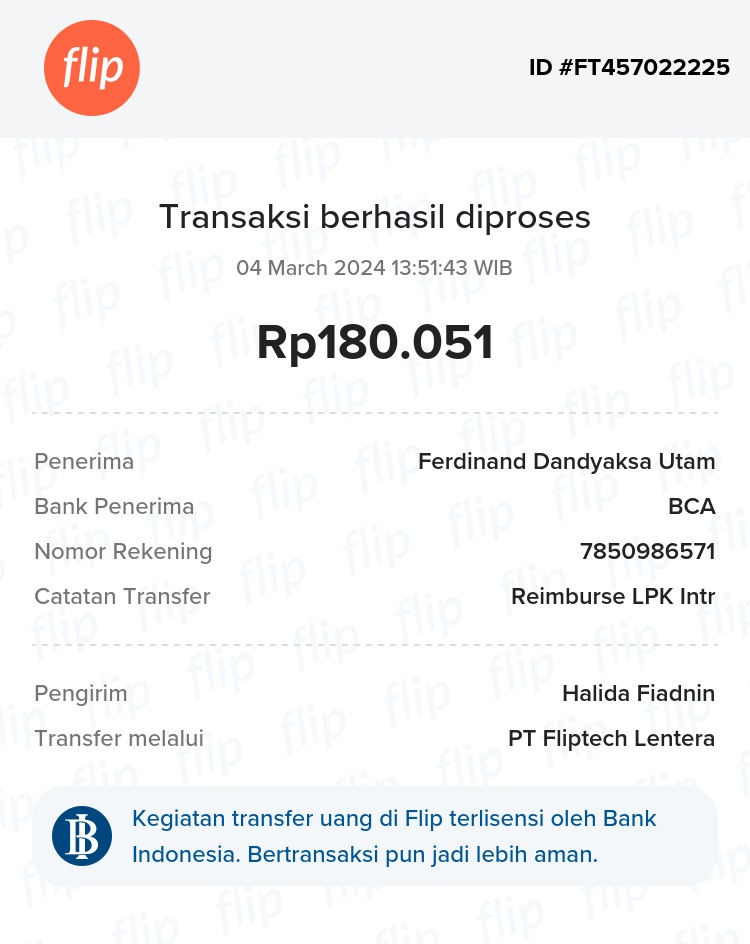 flip
ID #FT457022225
Transaksi berhasil diproses
04 March 2024 13:51:43 WIB
Rp180.051
Penerima Ferdinand Dandyaksa Utam
Bank Penerima BCA
Nomor Rekening 7850986571
Catatan Transfer Reimburse LPK Intr
Pengirim Halida Fiadnin
Transfer melalui PT Fliptech Lentera
Kegiatan transfer uang di Flip terlisensi oleh Bank
Indonesia. Bertransaksi pun jadi lebih aman.